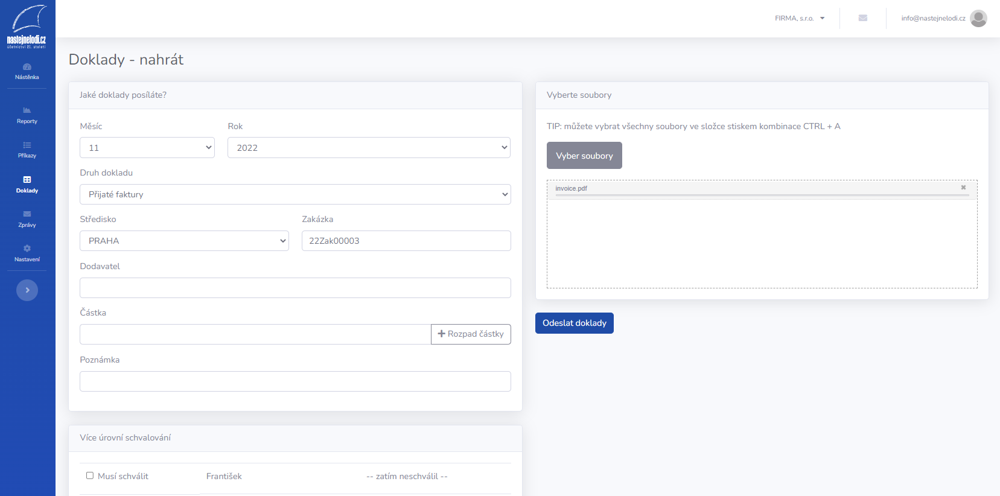 nastejnelodi.cz
účetnictví 21. století
Nástěnka
Reporty
Příkazy
Doklady
Zprávy
Nastavení
FIRMA, s.r.o.
info@nastejnelodi.cz
Doklady - nahrát
Jaké doklady posíláte?
Měsíc Rok
11 2022
Druh dokladu
Přijaté faktury
Středisko Zakázka
PRAHA 22Zak00003
Dodavatel
Částka
Rozpad částky
Poznámka
Více úrovní schvalování
Musí schválit František -- zatím neschválil --
Vyberte soubory
TIP: můžete vybrat všechny soubory ve složce stiskem kombinace CTRL + A
Vyber soubory
invoice.pdf
Odeslat doklady